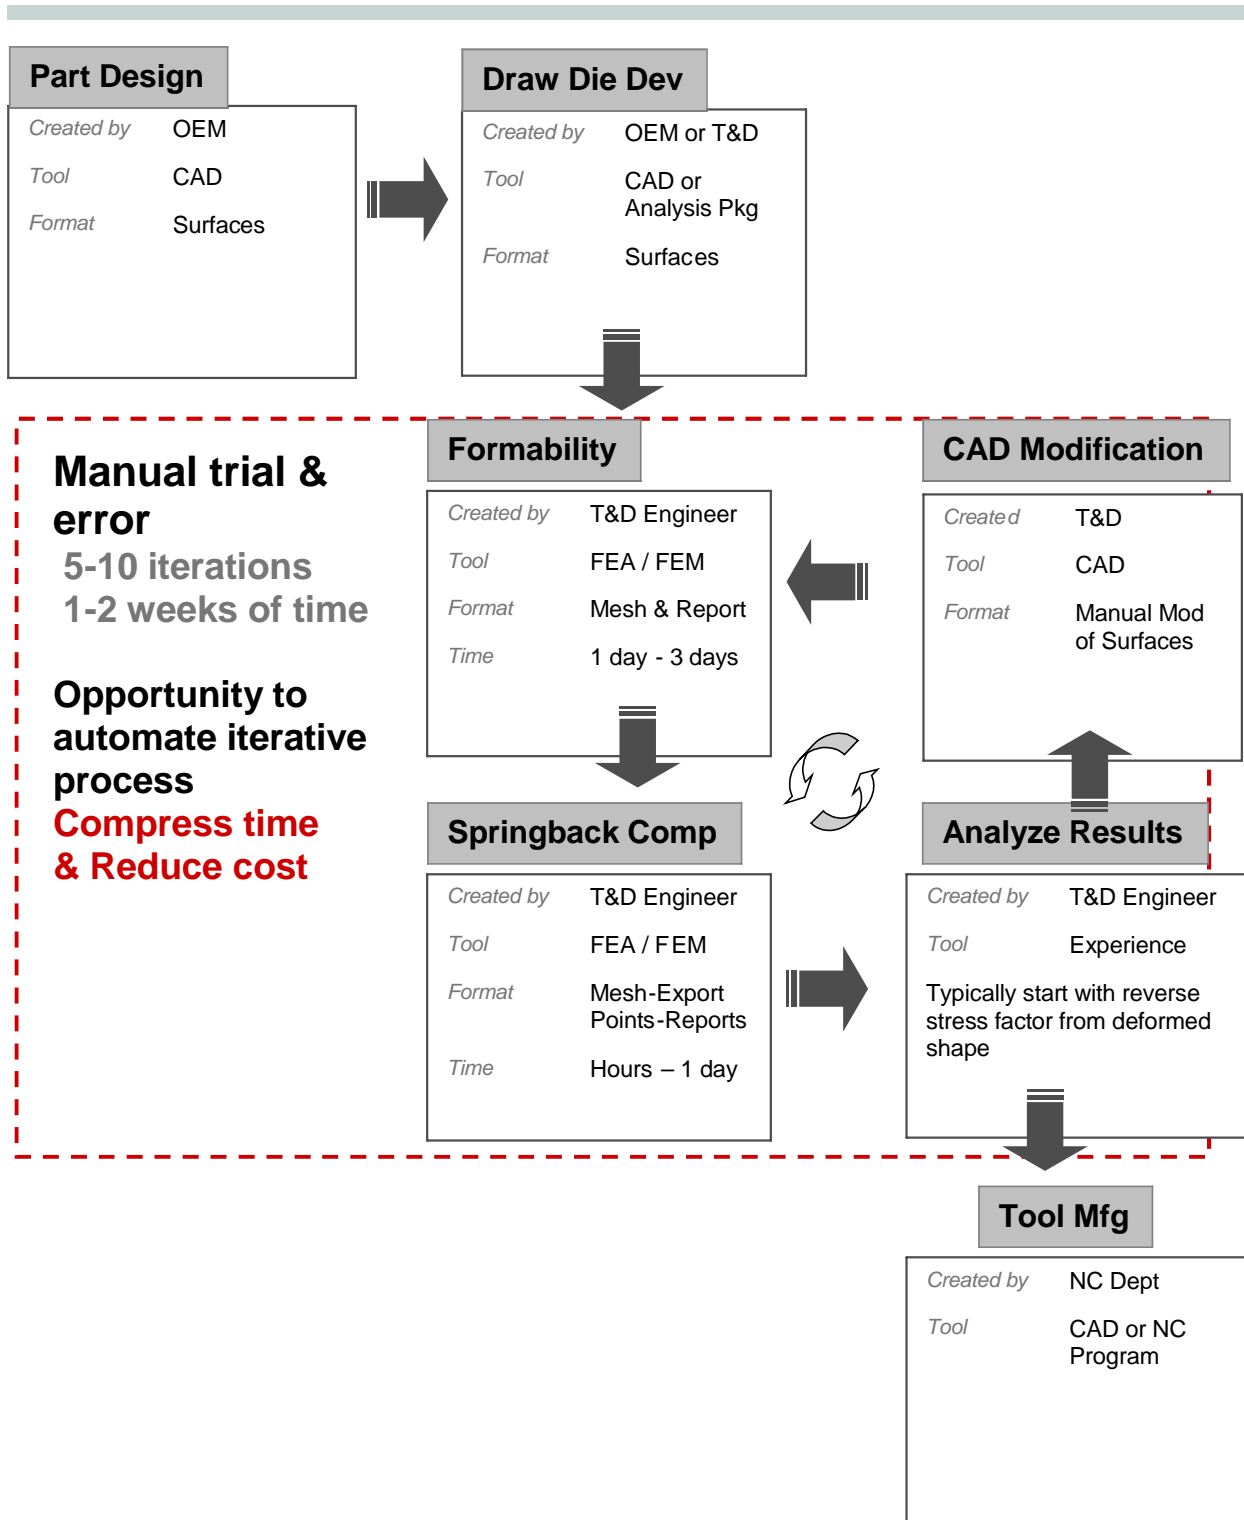 Part Design
Created by OEM
Tool CAD
Format Surfaces
Draw Die Dev
Created by OEM or T&D
Tool CAD or
Analysis Pkg
Format Surfaces
Manual trial &
error
5-10 iterations
1-2 weeks of time
Opportunity to
automate iterative
process
Compress time
& Reduce cost
Formability
Created by T&D Engineer
Tool FEA / FEM
Format Mesh & Report
Time 1 day - 3 days
CAD Modification
Created T&D
Tool CAD
Format Manual Mod
of Surfaces
Springback Comp
Created by T&D Engineer
Tool FEA / FEM
Format Mesh-Export
Points-Reports
Time Hours – 1 day
Analyze Results
Created by T&D Engineer
Tool Experience
Typically start with reverse
stress factor from deformed
shape
Tool Mfg
Created by NC Dept
Tool CAD or NC
Program